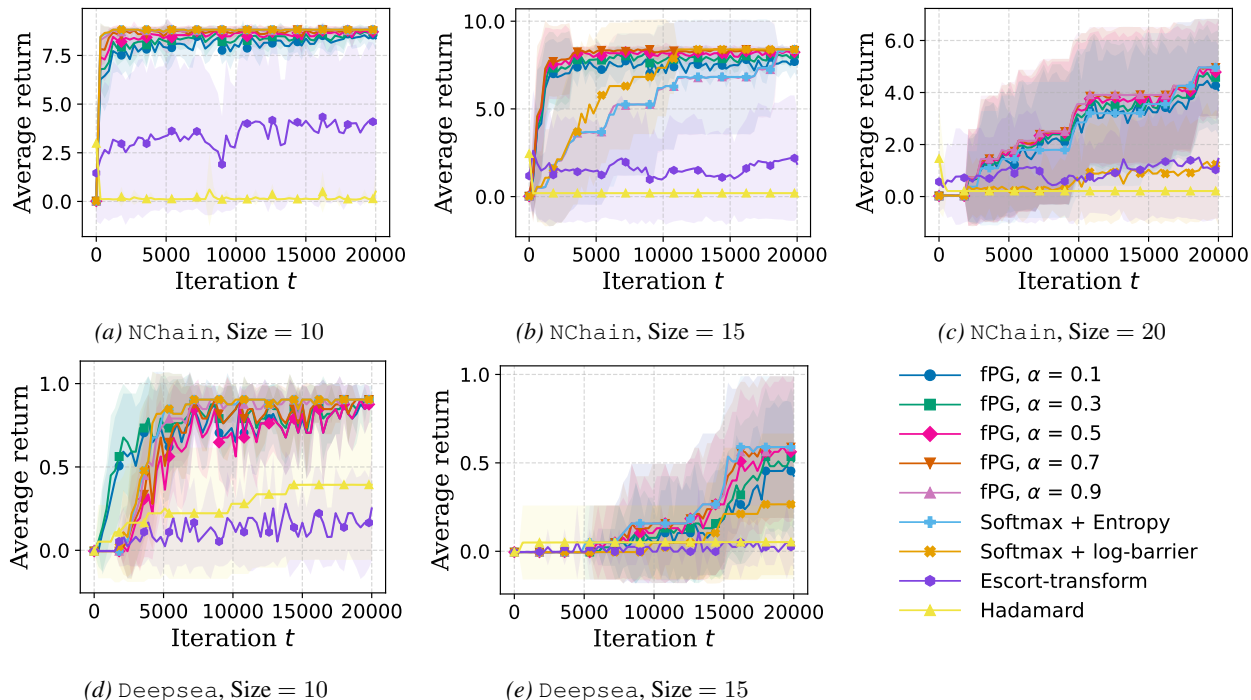 Average return
7.5
5.0
2.5
0.0
0 5000 10000 15000 20000
Iteration t
(a) NChain, Size = 10
Average return
10.0
5.0
0.0
0 5000 10000 15000 20000
Iteration t
(b) NChain, Size = 15
Average return
6.0
4.0
2.0
0.0
0 5000 10000 15000 20000
Iteration t
(c) NChain, Size = 20
Average return
1.0
0.5
0.0
0 5000 10000 15000 20000
Iteration t
(d) Deepsea, Size = 10
Average return
1.0
0.5
0.0
0 5000 10000 15000 20000
Iteration t
(e) Deepsea, Size = 15
fPG, α = 0.1
fPG, α = 0.3
fPG, α = 0.5
fPG, α = 0.7
fPG, α = 0.9
Softmax + Entropy
Softmax + log-barrier
Escort-transform
Hadamard